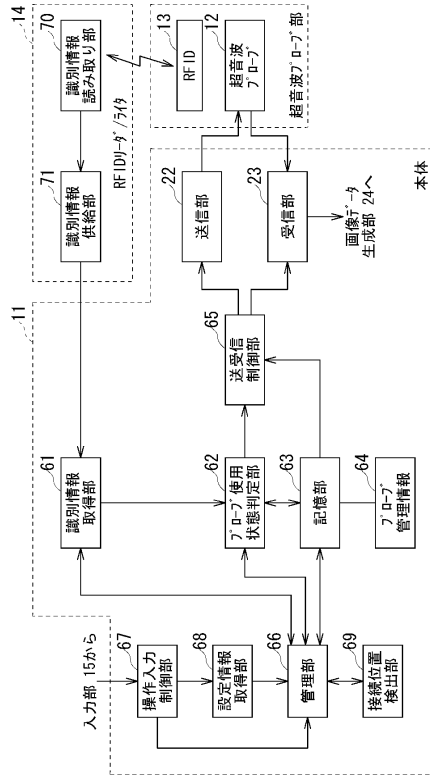 14
70
識別情報
読み取り部
71
識別情報
供給部
RFIDリーダ/ライタ
13
RFID
12
超音波
プローブ
超音波プローブ部
11
61
識別情報
取得部
22
送信部
23
受信部
画像データ
生成部 24へ
本体
65
送受信
制御部
62
プローブ使用
状態判定部
63
記憶部
64
プローブ
管理情報
入力部 15から
67
操作入力
制御部
68
設定情報
取得部
66
管理部
69
接続位置
検出部